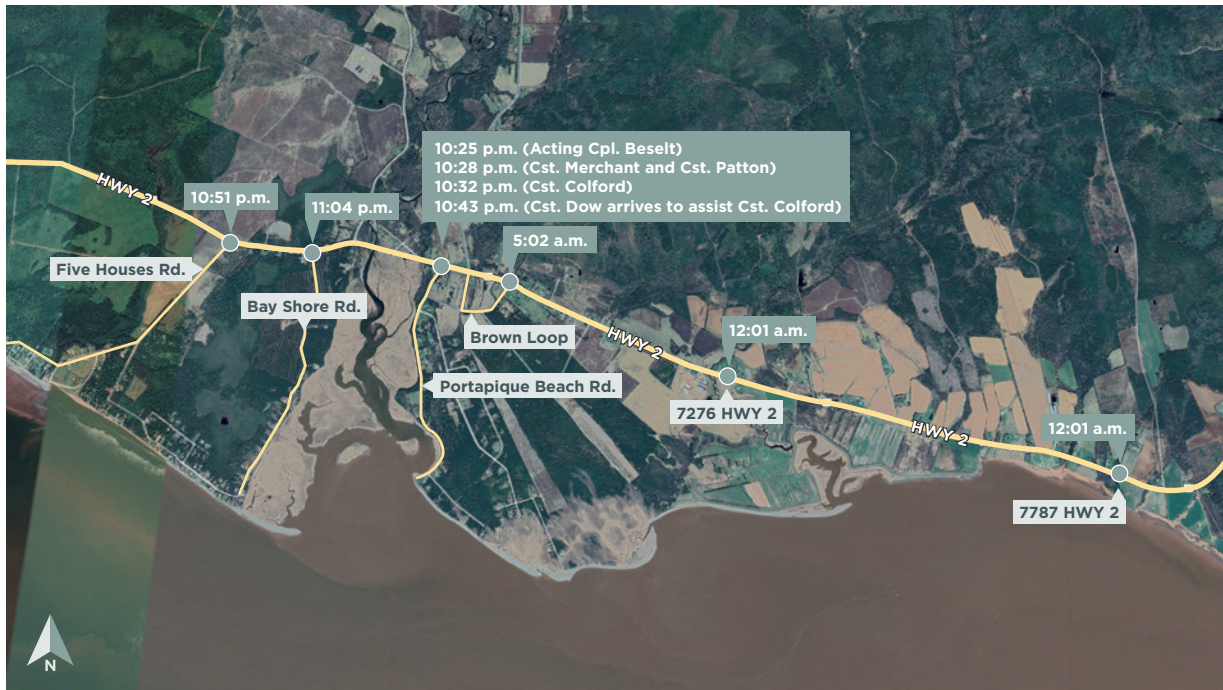 10:25 p.m. (Acting Cpl. Beselt)
10:28 p.m. (Cst. Merchant and Cst. Patton)
10:32 p.m. (Cst. Colford)
10:43 p.m. (Cst. Dow arrives to assist Cst. Colford)
HWY 2
10:51 p.m.
11:04 p.m.
5:02 a.m.
Five Houses Rd.
Bay Shore Rd.
Brown Loop
HWY 2
12:01 a.m.
Portapique Beach Rd.
7276 HWY 2
HWY 2
12:01 a.m.
7787 HWY 2
N